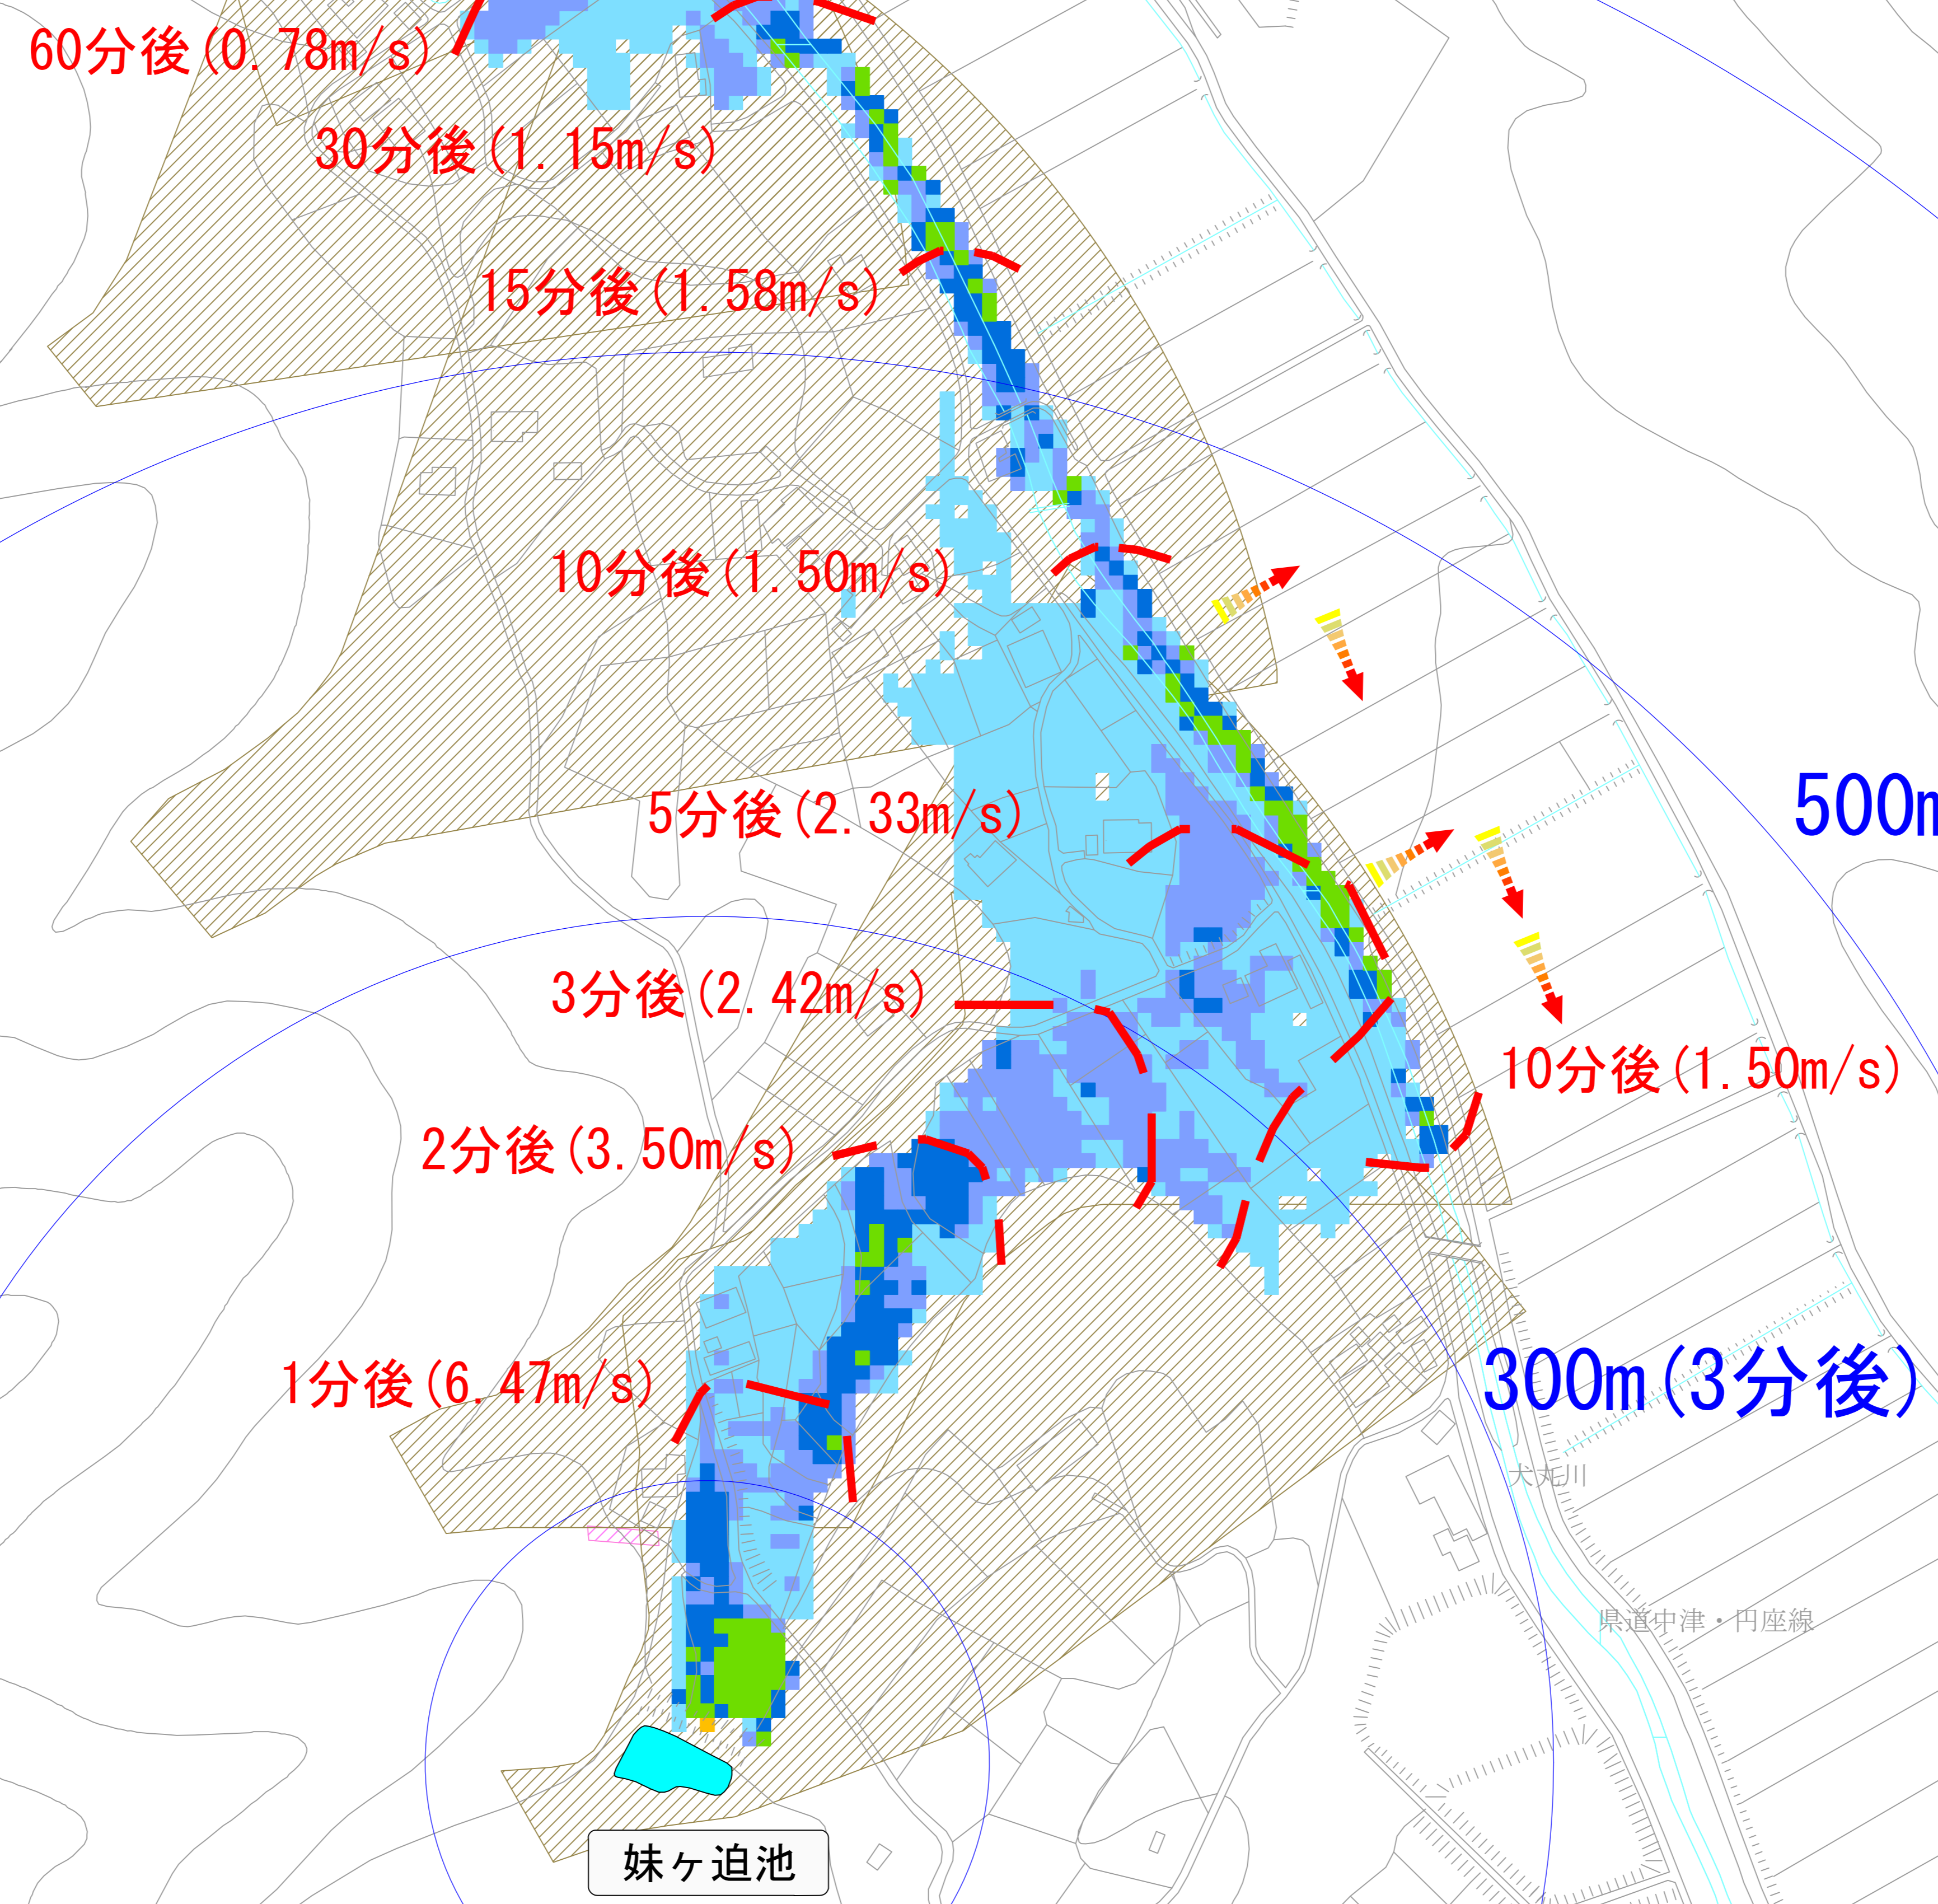 60分後(0.78m/s)
30分後(1.15m/s)
15分後(1.58m/s)
10分後(1.50m/s)
5分後(2.33m/s)
500m
3分後(2.42m/s)
10分後(1.50m/s)
2分後(3.50m/s)
1分後(6.47m/s)
300m(3分後)
犬丸川
県道中津・円座線
妹ヶ迫池